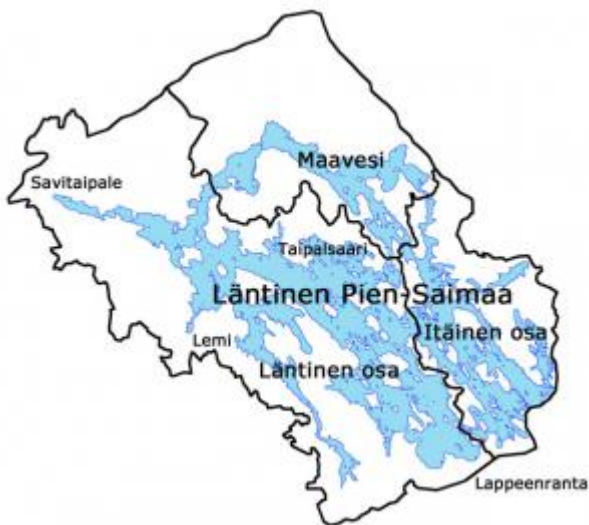 Maavesi
Savitaipale
Taipalsaari
Läntinen Pien-Saimaa
Itäinen osa
Lemi
Läntinen osa
Lappeenranta